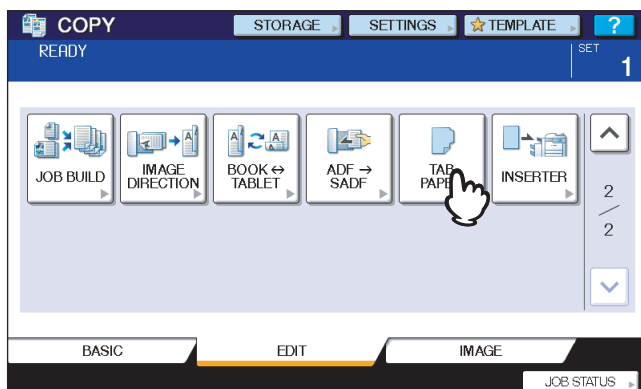 COPY
STORAGE
SETTINGS
TEMPLATE
?
READY
SET
1
JOB BUILD
IMAGE
DIRECTION
BOOK ⇔
TABLET
ADF →
SADF
TAB
INSERTER
2
2
BASIC
EDIT
IMAGE
JOB STATUS